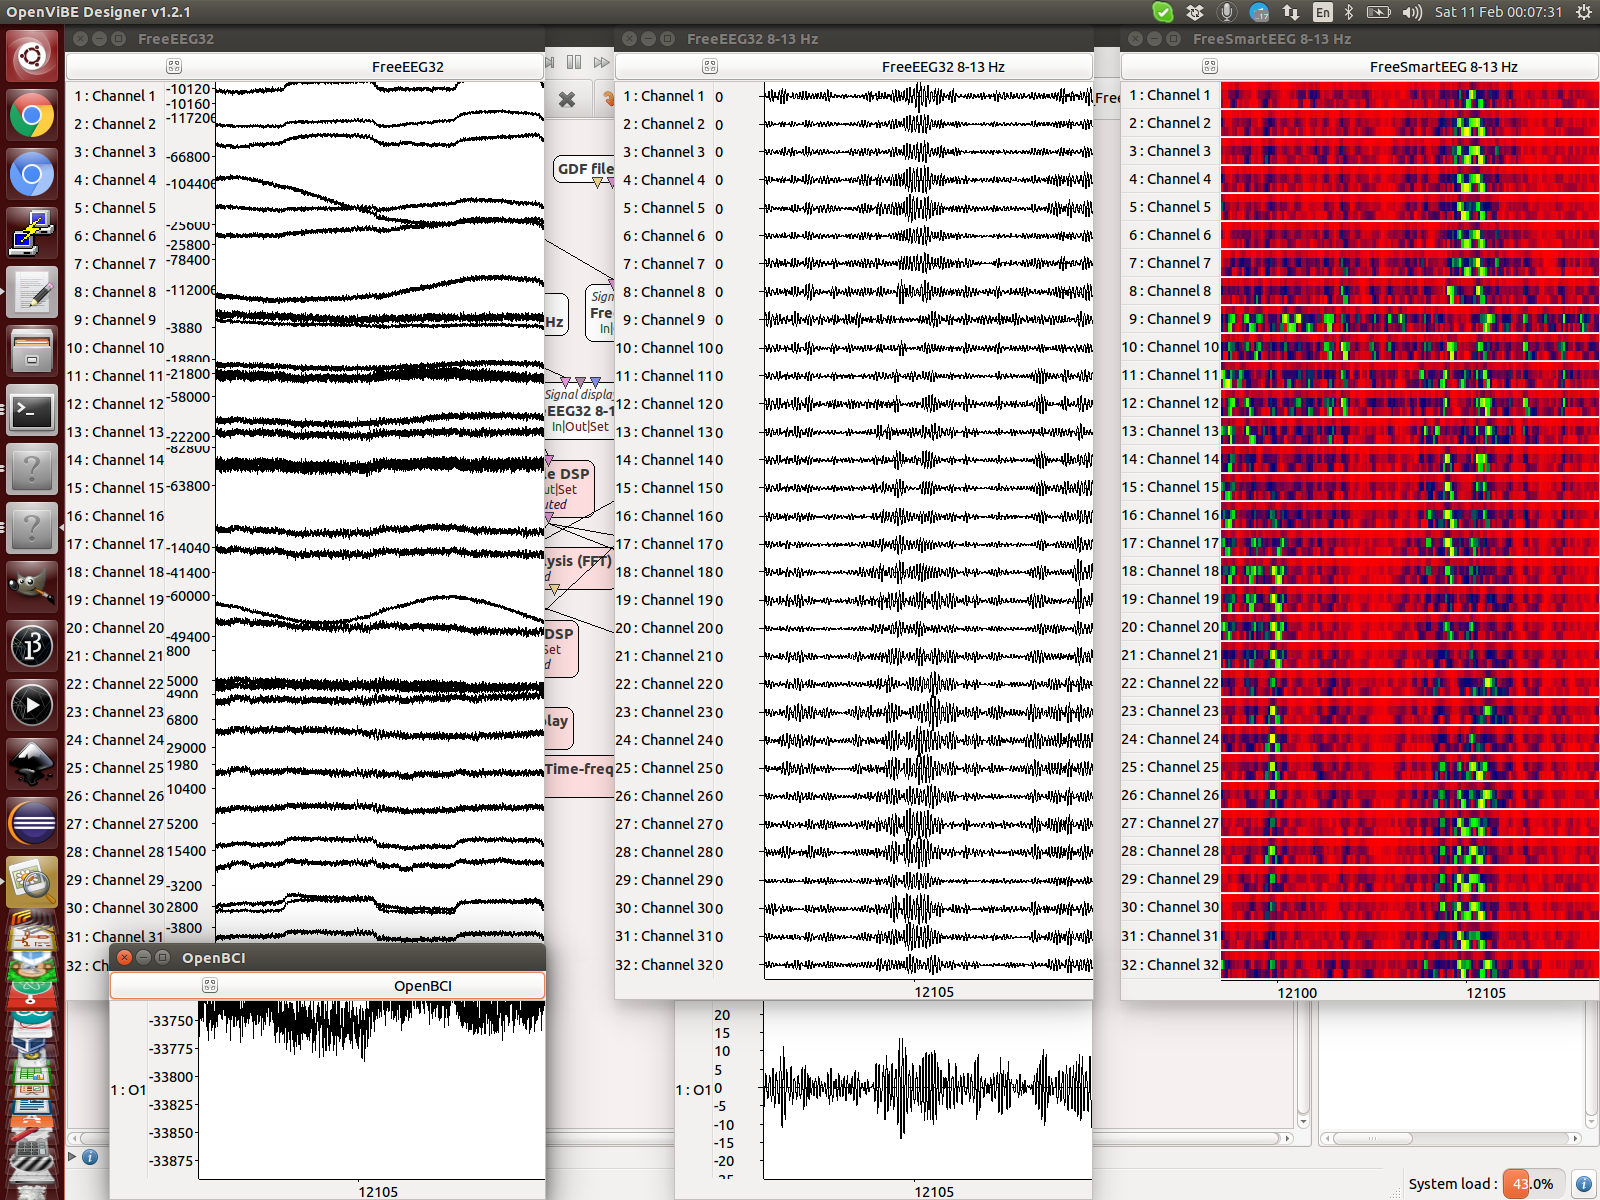 OpenViBE Designer v1.2.1
17
En
Sat 11 Feb 00:07:31
FreeEEG32
FreeEEG32
1 : Channel 1
2 : Channel 2
3 : Channel 3
4 : Channel 4
5 : Channel 5
6 : Channel 6
7 : Channel 7
8 : Channel 8
9 : Channel 9
10 : Channel 10
11 : Channel 11
12 : Channel 12
13 : Channel 13
14 : Channel 14
15 : Channel 15
16 : Channel 16
17 : Channel 17
18 : Channel 18
19 : Channel 19
20 : Channel 20
21 : Channel 21
22 : Channel 22
23 : Channel 23
24 : Channel 24
25 : Channel 25
26 : Channel 26
27 : Channel 27
28 : Channel 28
29 : Channel 29
30 : Channel 30
31 : Channel 31
32 : Ch
-10120
-10160
-117206
-66800
-104406
-25600
-25800
-78400
-112000
-3880
-18800
-21800
-58000
-22200
-82800
-63800
-14040
-41400
-60000
-49400
800
5000
4900
6800
29000
1980
10400
5200
15400
-3200
2800
-3800
GDF file
Hz
Sign
Fre
In|
Signal display
EEG32 8-1
In|Out|Set
le DSP
ut|Set
uted
lysis (FFT)
d
DSP
Set
d
lay
Time-freq
Free
FreeEEG32 8-13 Hz
FreeEEG32 8-13 Hz
1 : Channel 1 0
2 : Channel 2 0
3 : Channel 3 0
4 : Channel 4 0
5 : Channel 5 0
6 : Channel 6 0
7 : Channel 7 0
8 : Channel 8 0
9 : Channel 9 0
10 : Channel 10 0
11 : Channel 11 0
12 : Channel 12 0
13 : Channel 13 0
14 : Channel 14 0
15 : Channel 15 0
16 : Channel 16 0
17 : Channel 17 0
18 : Channel 18 0
19 : Channel 19 0
20 : Channel 20 0
21 : Channel 21 0
22 : Channel 22 0
23 : Channel 23 0
24 : Channel 24 0
25 : Channel 25 0
26 : Channel 26 0
27 : Channel 27 0
28 : Channel 28 0
29 : Channel 29 0
30 : Channel 30 0
31 : Channel 31 0
32 : Channel 32 0
12105
FreeSmartEEG 8-13 Hz
FreeSmartEEG 8-13 Hz
1 : Channel 1
2 : Channel 2
3 : Channel 3
4 : Channel 4
5 : Channel 5
6 : Channel 6
7 : Channel 7
8 : Channel 8
9 : Channel 9
10 : Channel 10
11 : Channel 11
12 : Channel 12
13 : Channel 13
14 : Channel 14
15 : Channel 15
16 : Channel 16
17 : Channel 17
18 : Channel 18
19 : Channel 19
20 : Channel 20
21 : Channel 21
22 : Channel 22
23 : Channel 23
24 : Channel 24
25 : Channel 25
26 : Channel 26
27 : Channel 27
28 : Channel 28
29 : Channel 29
30 : Channel 30
31 : Channel 31
32 : Channel 32
12100 12105
OpenBCI
OpenBCI
-33750
-33775
-33800
1 : O1
-33825
-33850
-33875
12105
20
15
10
5
1 : O1 0
-5
-10
-15
-20
12105
System load : 43.0%